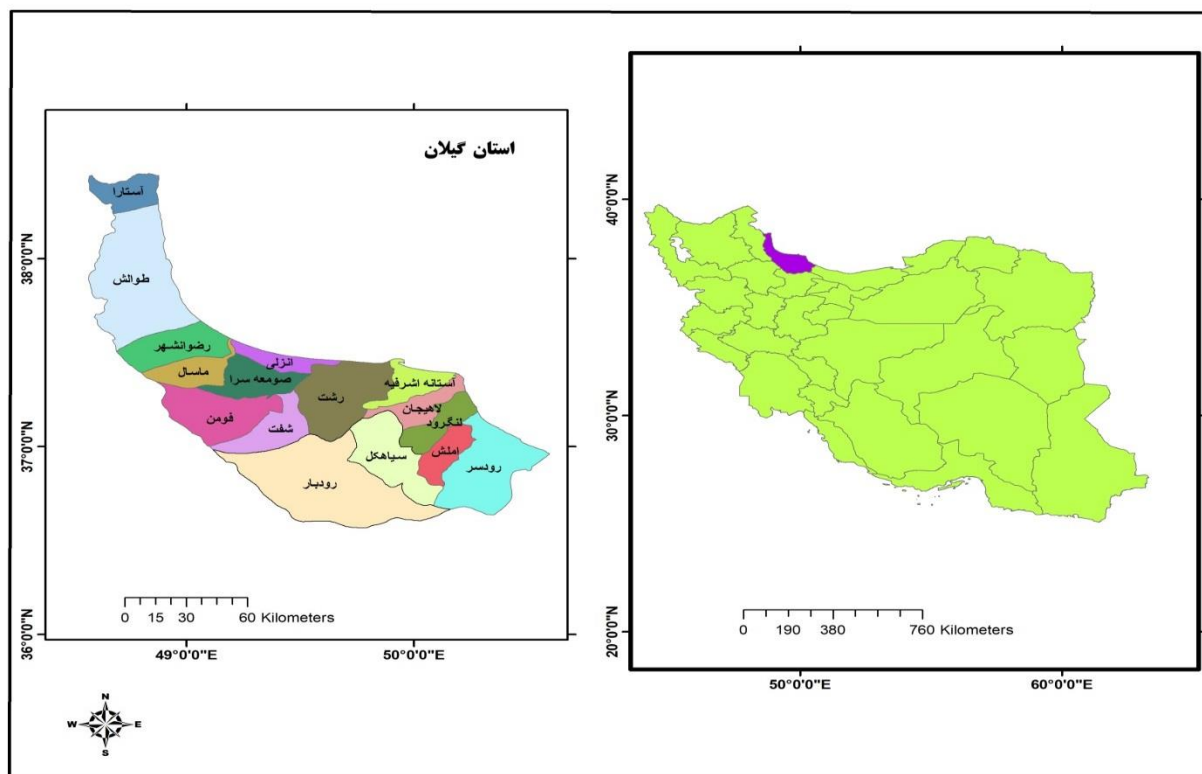 استان گیلان
آستارا
طوالش
رضوانشهر
انزلی
ماسال
صومعه سرا
آستانه اشرفیه
رشت
لاهیجان
فومن
لنگرود
شفت
املش
سیاهکل
رودسر
رودبار
38°0'0"N
37°0'0"N
36°0'0"N
49°0'0"E
50°0'0"E
0 15 30 60 Kilometers
40°0'0"N
30°0'0"N
20°0'0"N
50°0'0"E
60°0'0"E
0 190 380 760 Kilometers
N
W E
S